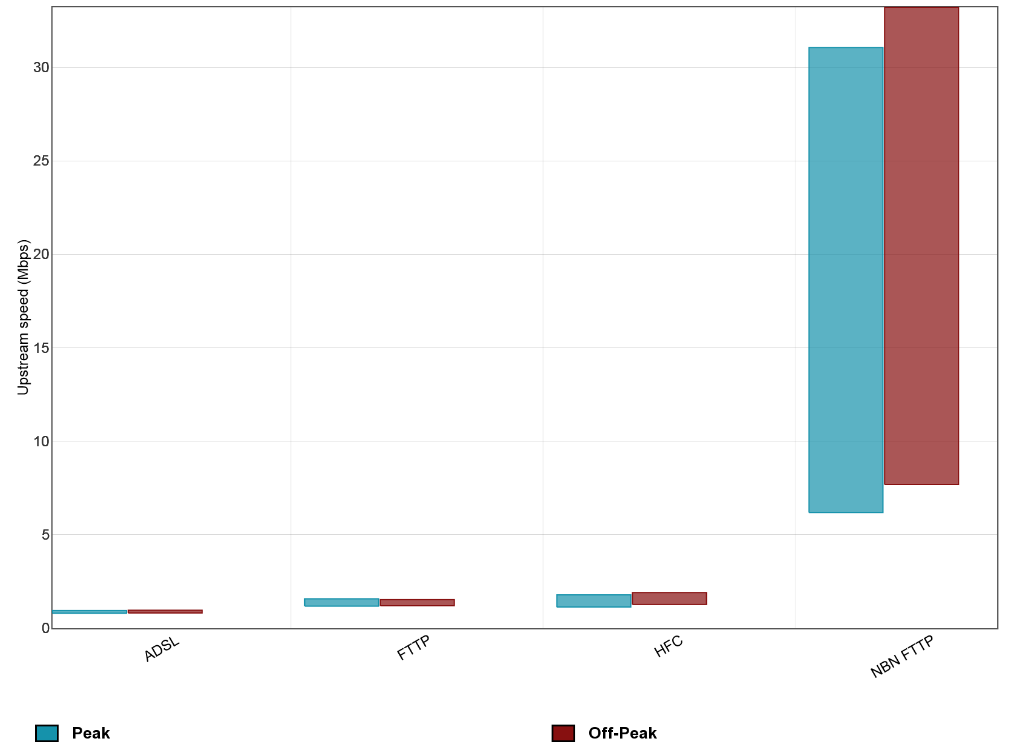 30
25
20
15
10
5
0
Upstream speed (Mbps)
ADSL
FTTP
HFC
NBN FTTP
Peak
Off-Peak